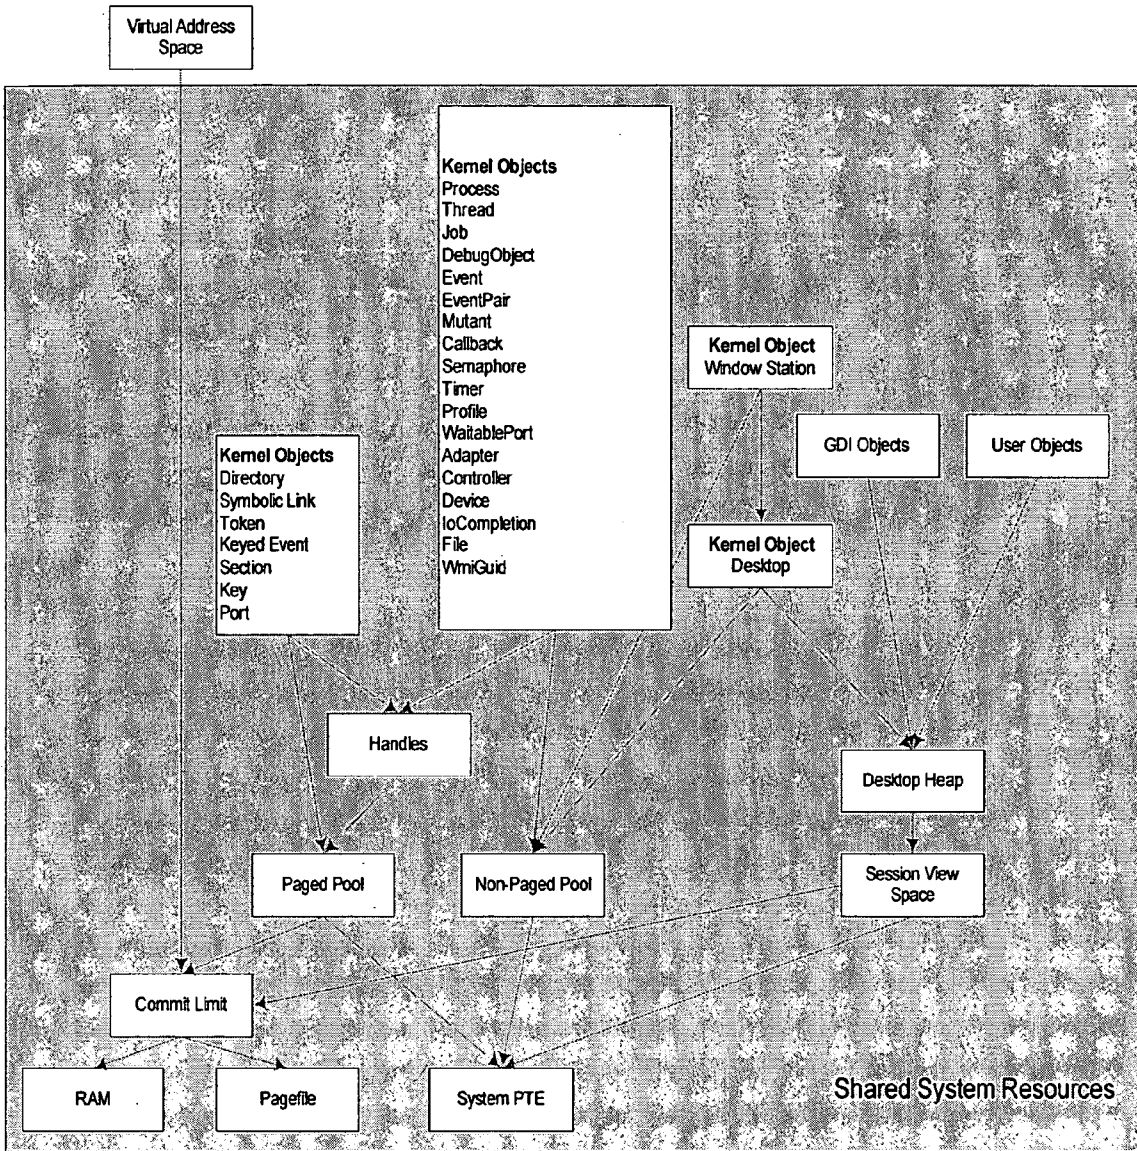 Virtual Address
Space
Kernel Objects
Process
Thread
Job
DebugObject
Event
EventPair
Mutant
Callback
Semaphore
Timer
Profile
WaitablePort
Adapter
Controller
Device
IoCompletion
File
WmiGuid
Kernel Object
Window Station
GDI Objects
User Objects
Kernel Objects
Directory
Symbolic Link
Token
Keyed Event
Section
Key
Port
Kernel Object
Desktop
Handles
Desktop Heap
Paged Pool
Non-Paged Pool
Session View
Space
Commit Limit
RAM
Pagefile
System PTE
Shared System Resources